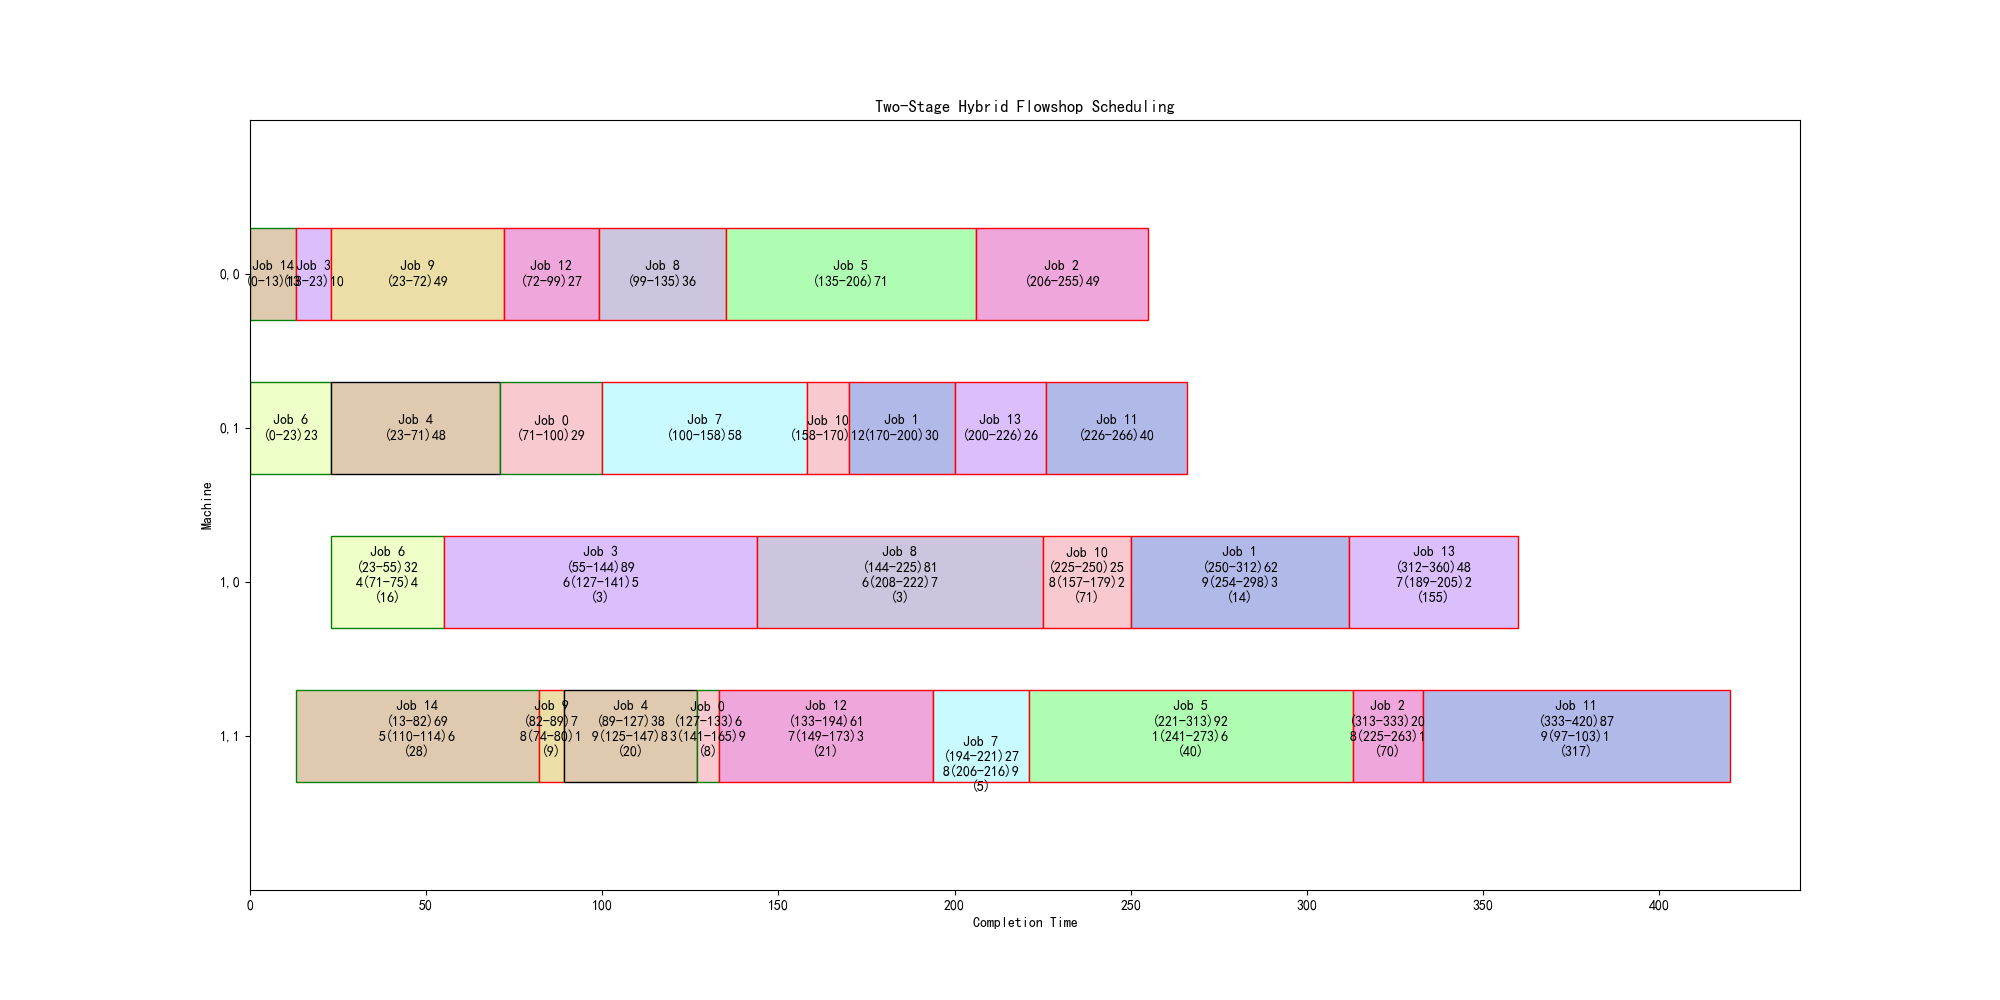 Two-Stage Hybrid Flowshop Scheduling
0,0
Job 14
(0-13)13
Job 3
(13-23)10
Job 9
(23-72)49
Job 12
(72-99)27
Job 8
(99-135)36
Job 5
(135-206)71
Job 2
(206-255)49
0,1
Job 6
(0-23)23
Job 4
(23-71)48
Job 0
(71-100)29
Job 7
(100-158)58
Job 10
(158-170)12
Job 1
(170-200)30
Job 13
(200-226)26
Job 11
(226-266)40
Machine
1,0
Job 6
(23-55)32
4(71-75)4
(16)
Job 3
(55-144)89
6(127-141)5
(3)
Job 8
(144-225)81
6(208-222)7
(3)
Job 10
(225-250)25
8(157-179)2
(71)
Job 1
(250-312)62
9(254-298)3
(14)
Job 13
(312-360)48
7(189-205)2
(155)
1,1
Job 14
(13-82)69
5(110-114)6
(28)
Job 9
(82-89)7
8(74-80)1
(9)
Job 4
(89-127)38
9(125-147)8
(20)
Job 0
(127-133)6
3(141-165)9
(8)
Job 12
(133-194)61
7(149-173)3
(21)
Job 7
(194-221)27
8(206-216)9
(5)
Job 5
(221-313)92
1(241-273)6
(40)
Job 2
(313-333)20
8(225-263)1
(70)
Job 11
(333-420)87
9(97-103)1
(317)
0
50
100
150
200
250
300
350
400
Completion Time